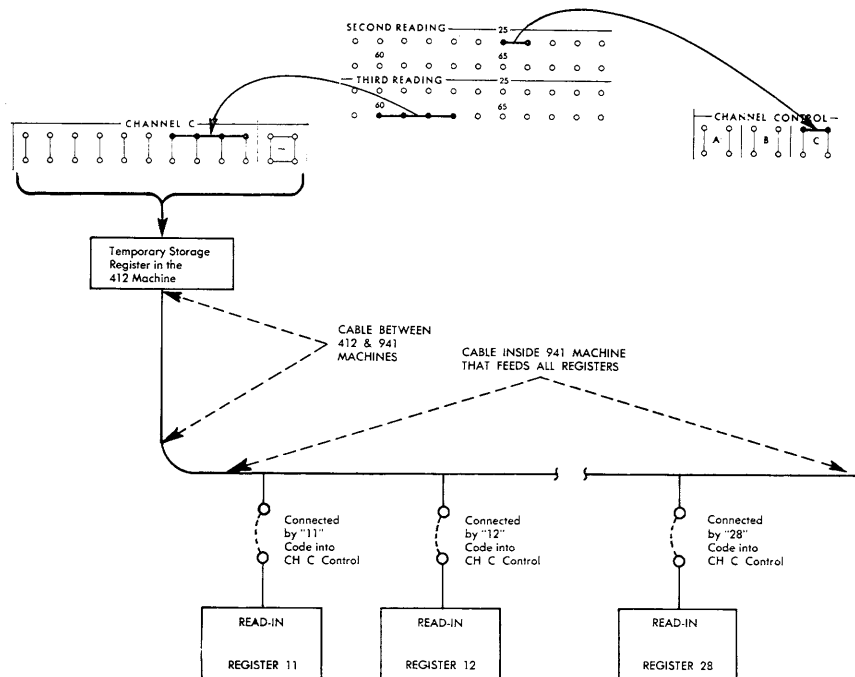 SECOND READING 25
60 65
THIRD READING 25
60 65
CHANNEL C
–
CHANNEL CONTROL
A B C
Temporary Storage
Register in the
412 Machine
CABLE BETWEEN
412 & 941
MACHINES
CABLE INSIDE 941 MACHINE
THAT FEEDS ALL REGISTERS
Connected
by "11"
Code into
CH C Control
Connected
by "12"
Code into
CH C Control
Connected
by "28"
Code into
CH C Control
READ-IN
REGISTER 11
READ-IN
REGISTER 12
READ-IN
REGISTER 28